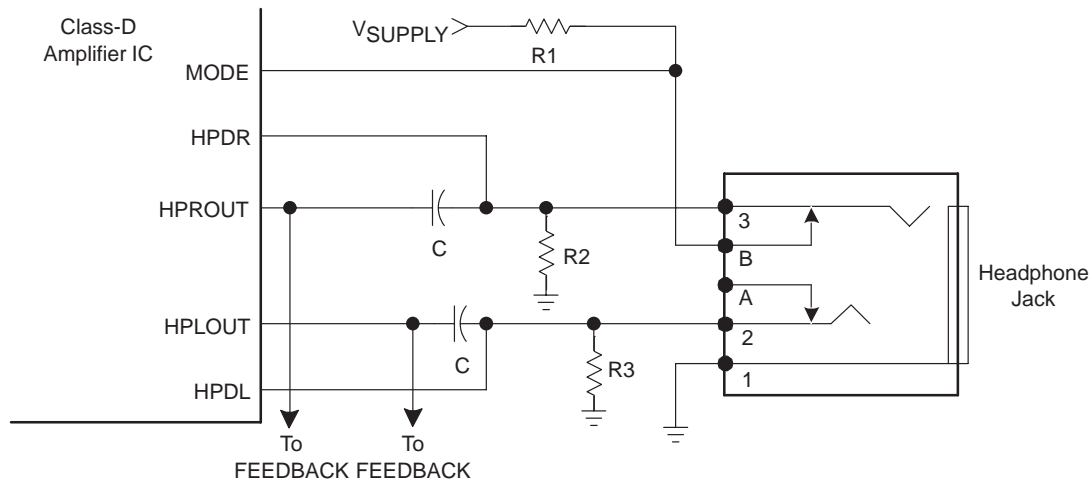 Class-D
Amplifier IC
VSUPPLY
R1
MODE
HPDR
HPROUT
C
R2
3
B
A
2
1
Headphone
Jack
HPLOUT
C
R3
HPDL
To
FEEDBACK
To
FEEDBACK